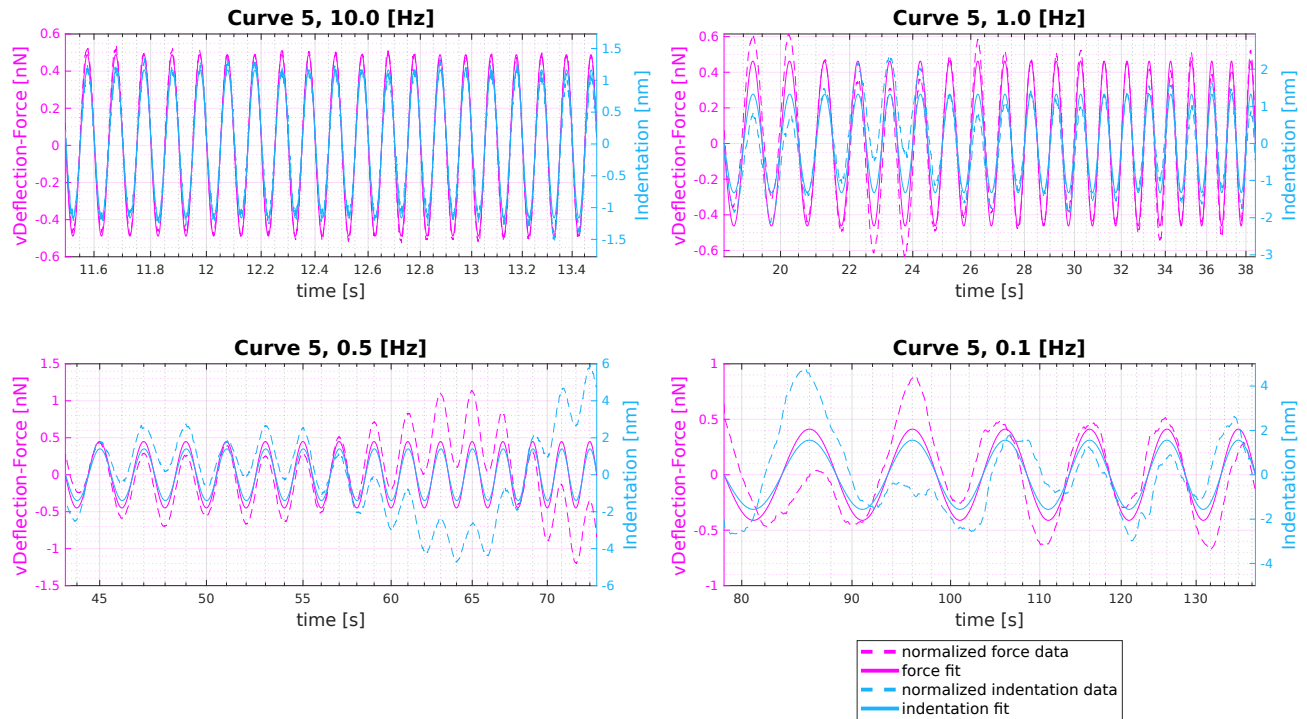 Curve 5, 10.0 [Hz]
vDeflection-Force [nN]
0.6
0.4
0.2
0
-0.2
-0.4
-0.6
1.5
1.0
0.5
0
-0.5
-1.0
-1.5
Indentation [nm]
11.6 11.8 12 12.2 12.4 12.6 12.8 13 13.2 13.4
time [s]
Curve 5, 1.0 [Hz]
vDeflection-Force [nN]
0.6
0.4
0.2
0
-0.2
-0.4
-0.6
2
1
0
-1
-2
-3
Indentation [nm]
20 22 24 26 28 30 32 34 36 38
time [s]
Curve 5, 0.5 [Hz]
vDeflection-Force [nN]
1.5
1
0.5
0
-0.5
-1
-1.5
6
4
2
0
-2
-4
-6
Indentation [nm]
45 50 55 60 65 70
time [s]
Curve 5, 0.1 [Hz]
vDeflection-Force [nN]
1
0.5
0
-0.5
-1
4
2
0
-2
-4
Indentation [nm]
80 90 100 110 120 130
time [s]
normalized force data
force fit
normalized indentation data
indentation fit